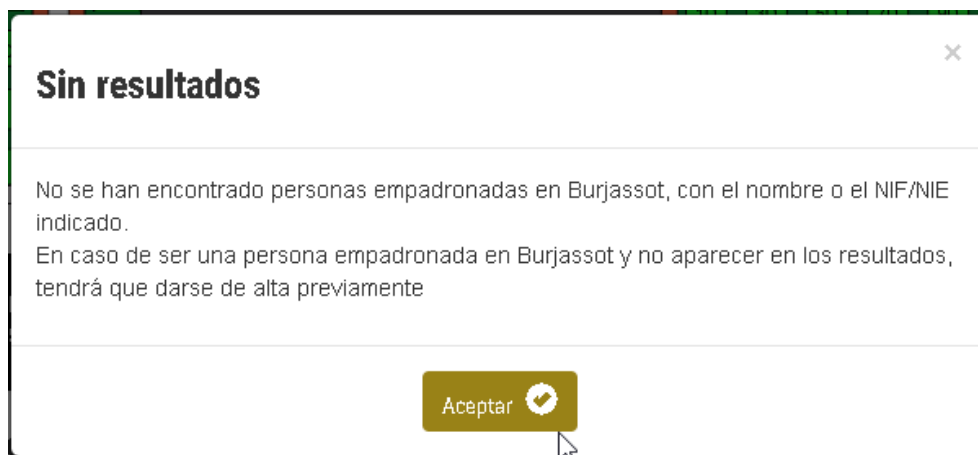 Sin resultados
No se han encontrado personas empadronadas en Burjassot, con el nombre o el NIF/NIE
indicado.
En caso de ser una persona empadronada en Burjassot y no aparecer en los resultados,
tendrá que darse de alta previamente
Aceptar